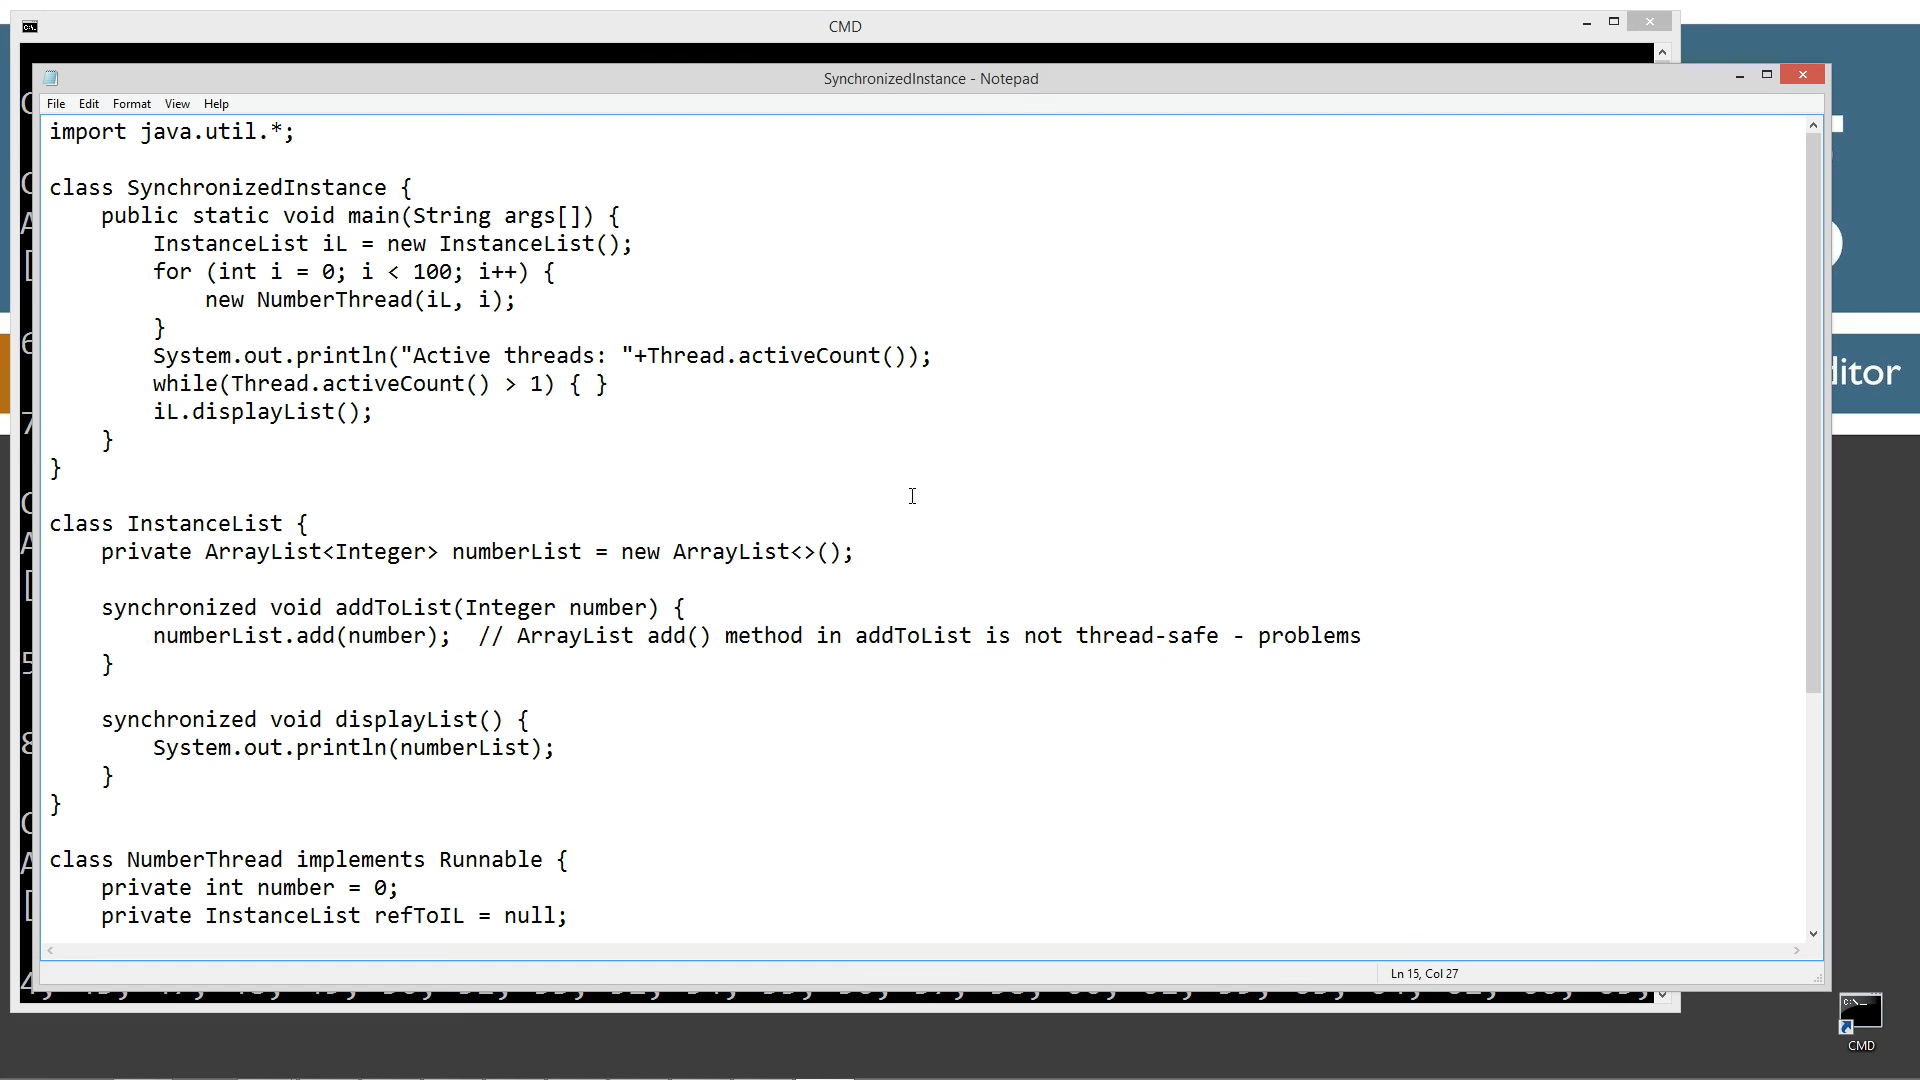 CMD
SynchronizedInstance - Notepad
File Edit Format View Help
import java.util.*;
class SynchronizedInstance {
    public static void main(String args[]) {
        InstanceList iL = new InstanceList();
        for (int i = 0; i < 100; i++) {
            new NumberThread(iL, i);
        }
        System.out.println("Active threads: "+Thread.activeCount());
        while(Thread.activeCount() > 1) { }
        iL.displayList();
    }
}
class InstanceList {
    private ArrayList<Integer> numberList = new ArrayList<>();
    synchronized void addToList(Integer number) {
        numberList.add(number);  // ArrayList add() method in addToList is not thread-safe - problems
    }
    synchronized void displayList() {
        System.out.println(numberList);
    }
}
class NumberThread implements Runnable {
    private int number = 0;
    private InstanceList refToIL = null;
Ln 15, Col 27
CMD